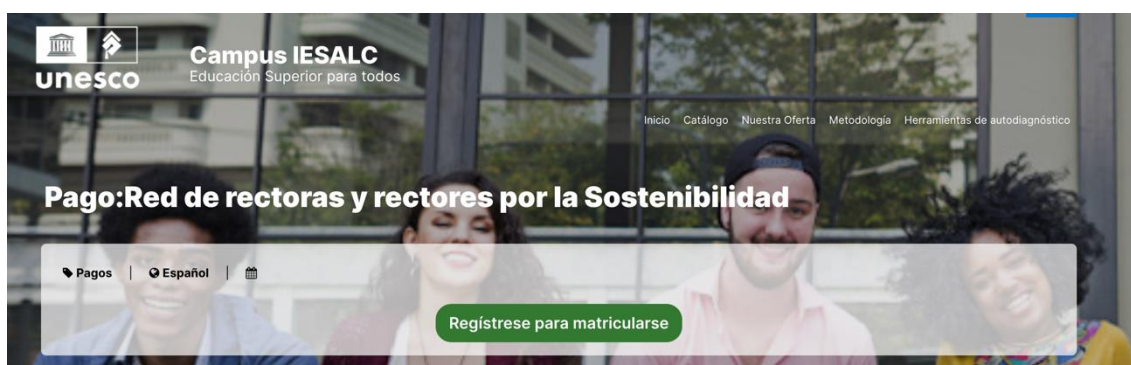 unesco
Campus IESALC
Educación Superior para todos
Inicio Catálogo Nuestra Oferta Metodología Herramientas de autodiagnóstico
Pago:Red de rectoras y rectores por la Sostenibilidad
Pagos | Español |
Regístrese para matricularse